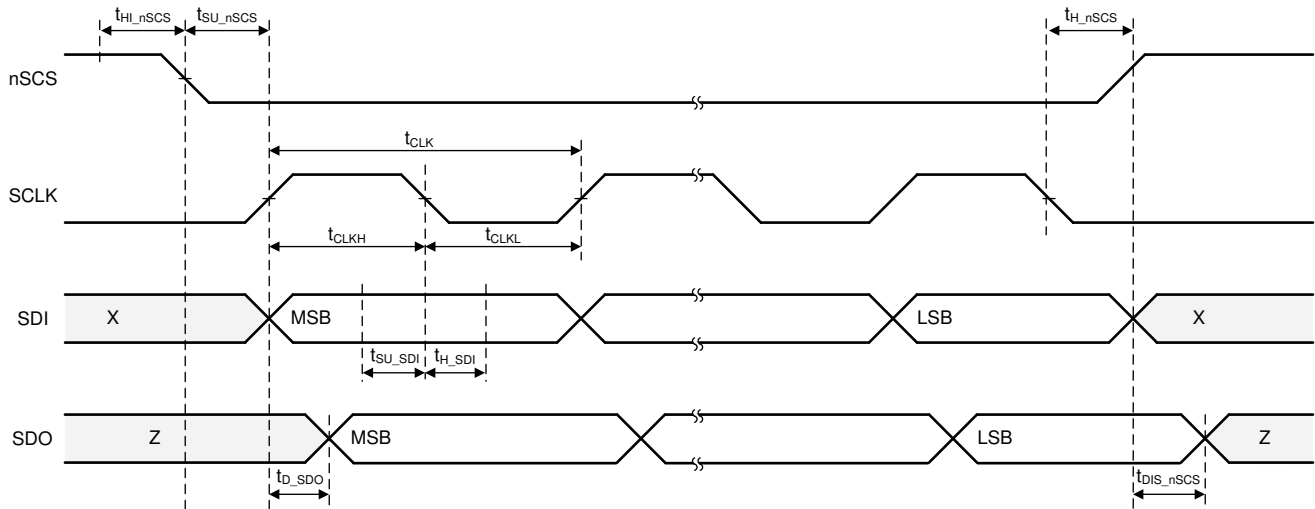 tHI_nSCS tSU_nSCS tH_nSCS
nSCS
tCLK
SCLK
tCLKH tCLKL
SDI X MSB LSB X
tSU_SDI tH_SDI
SDO Z MSB LSB Z
tD_SDO tDIS_nSCS